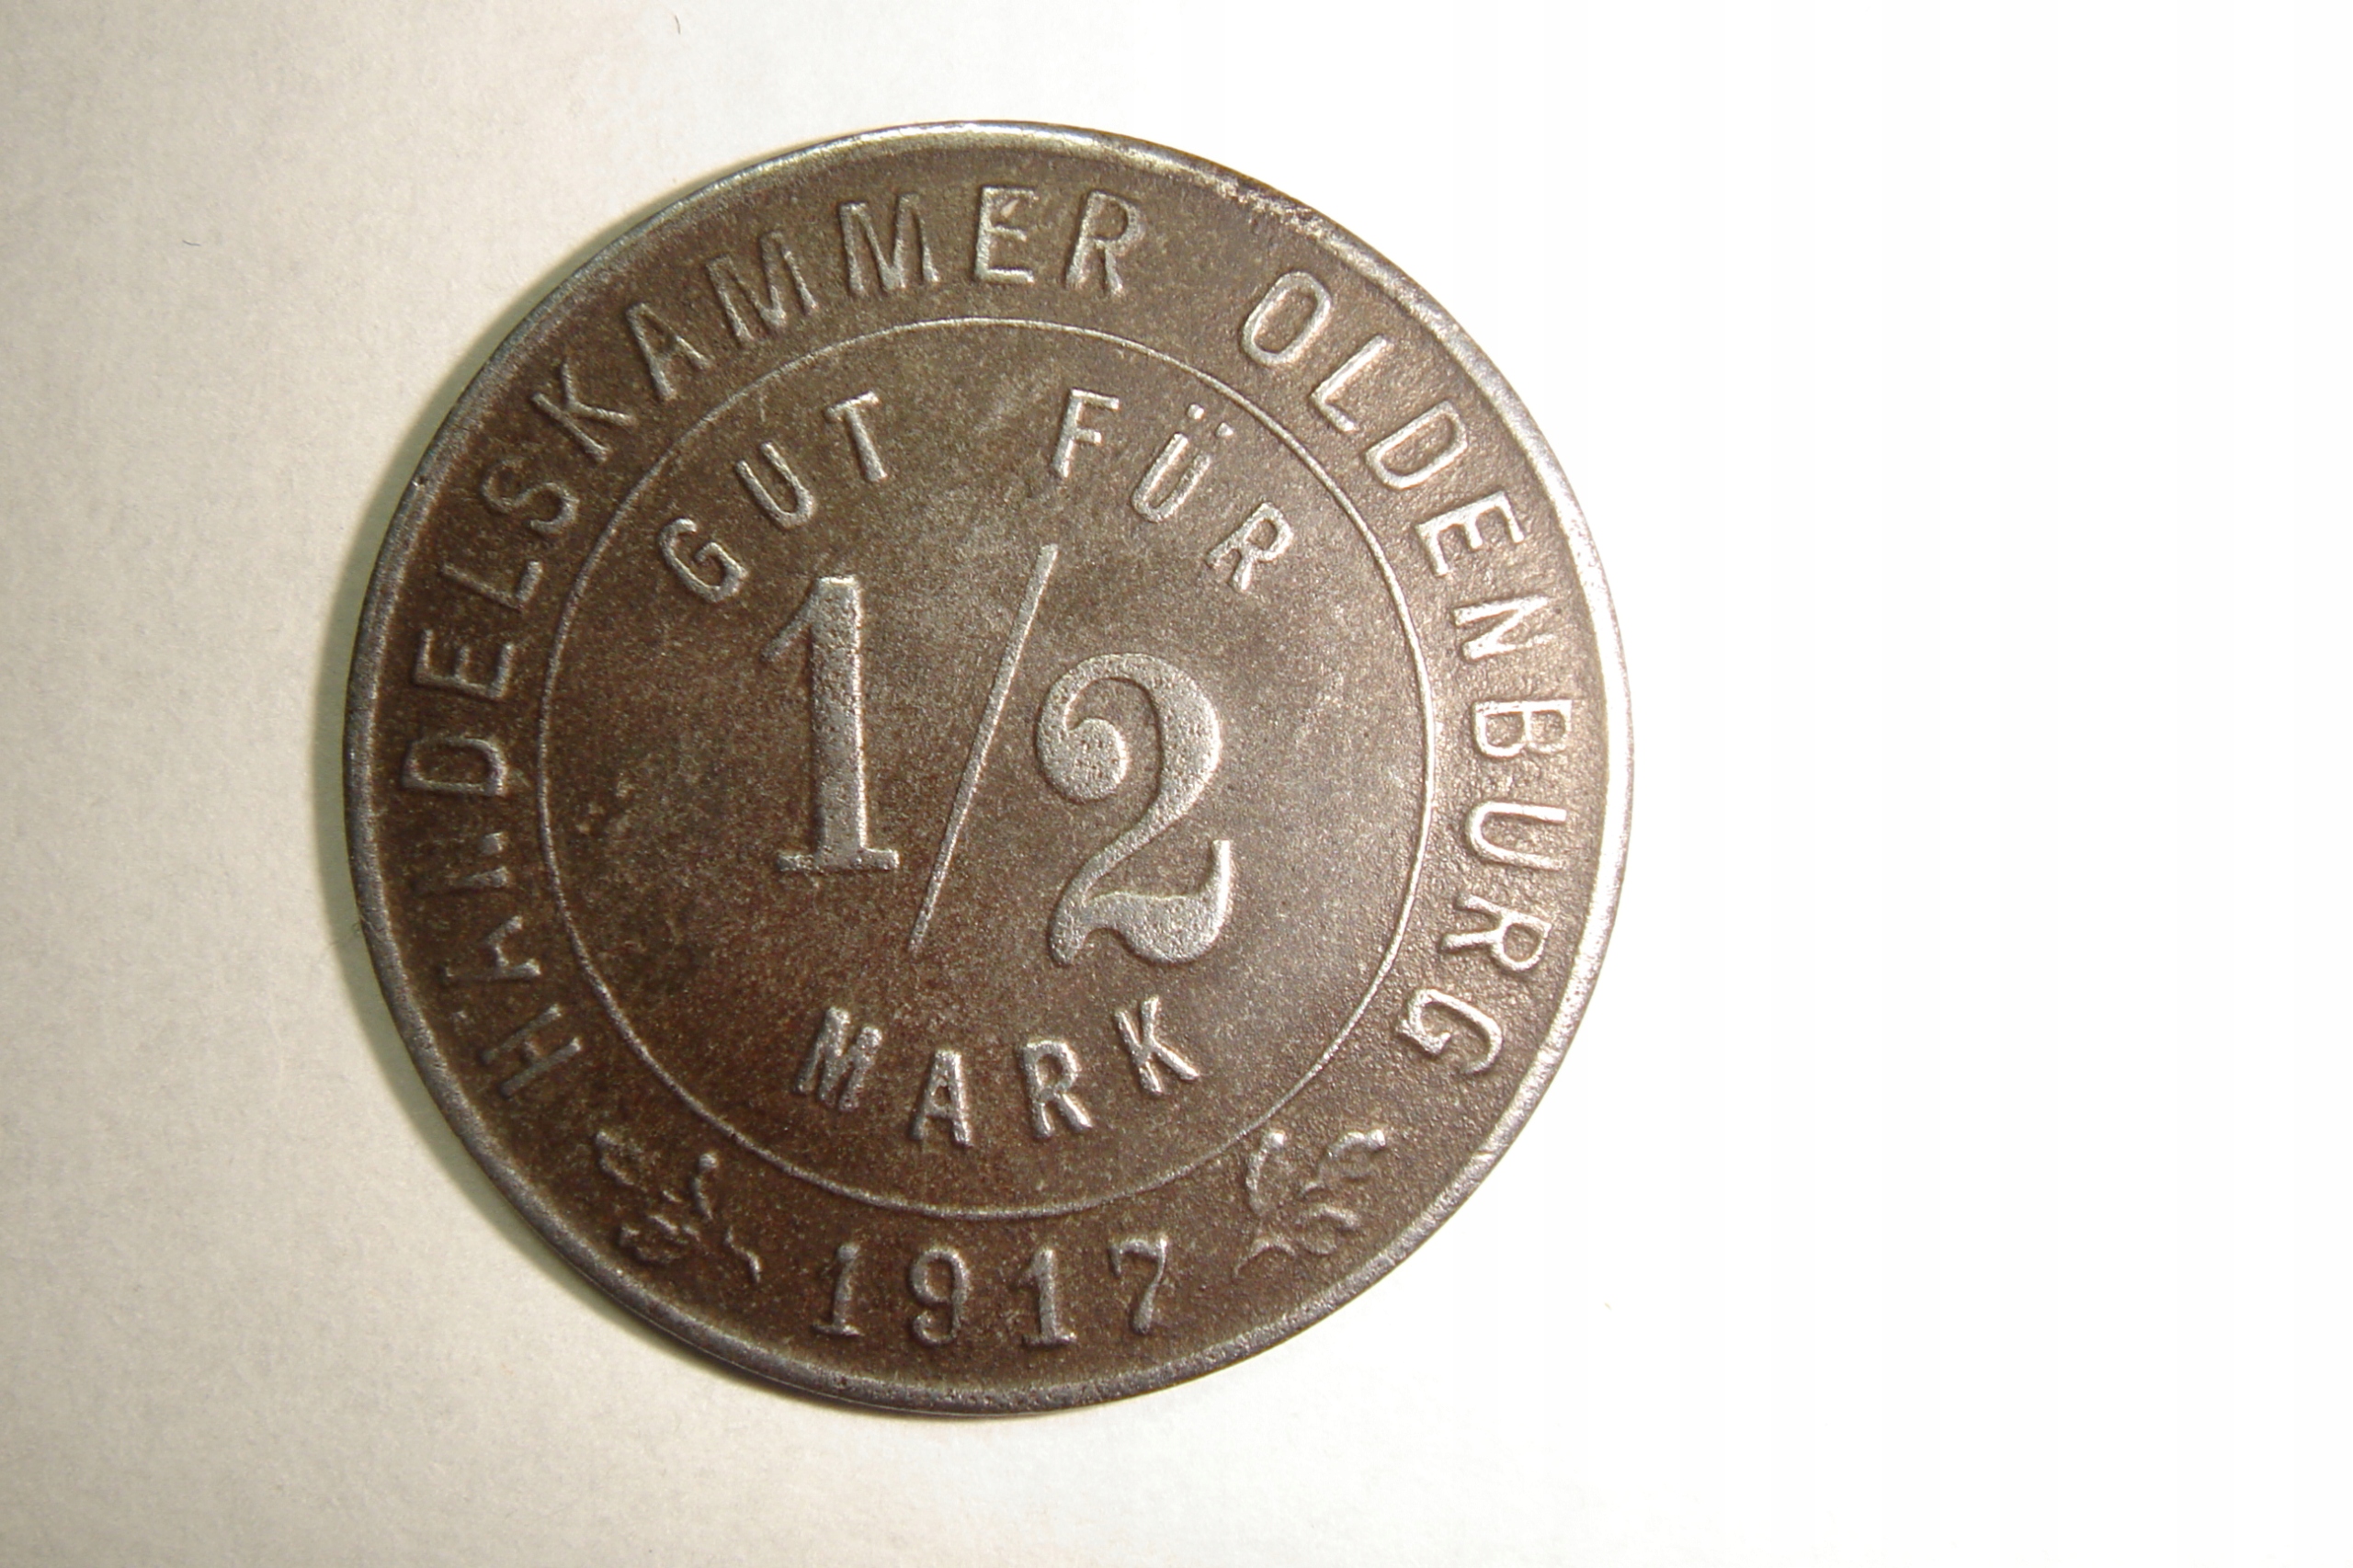 HANDELSKAMMER OLDENBURG
GUT FÜR
1/2
MARK
1917